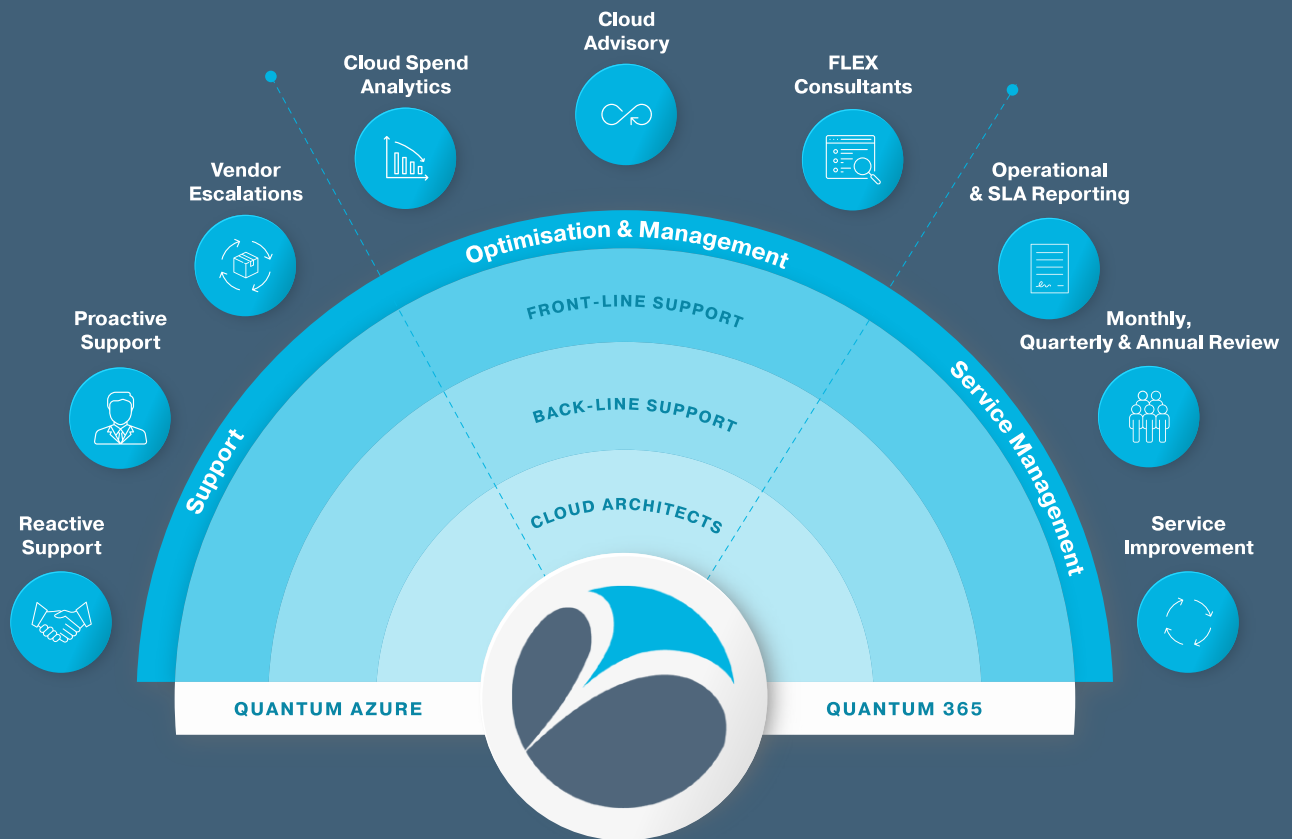 Cloud
Advisory
Cloud Spend
Analytics
FLEX
Consultants
Vendor
Escalations
Operational
& SLA Reporting
Proactive
Support
Monthly,
Quarterly & Annual Review
Reactive
Support
Service
Improvement
Support
Optimisation & Management
Service Management
FRONT-LINE SUPPORT
BACK-LINE SUPPORT
CLOUD ARCHITECTS
QUANTUM AZURE
QUANTUM 365